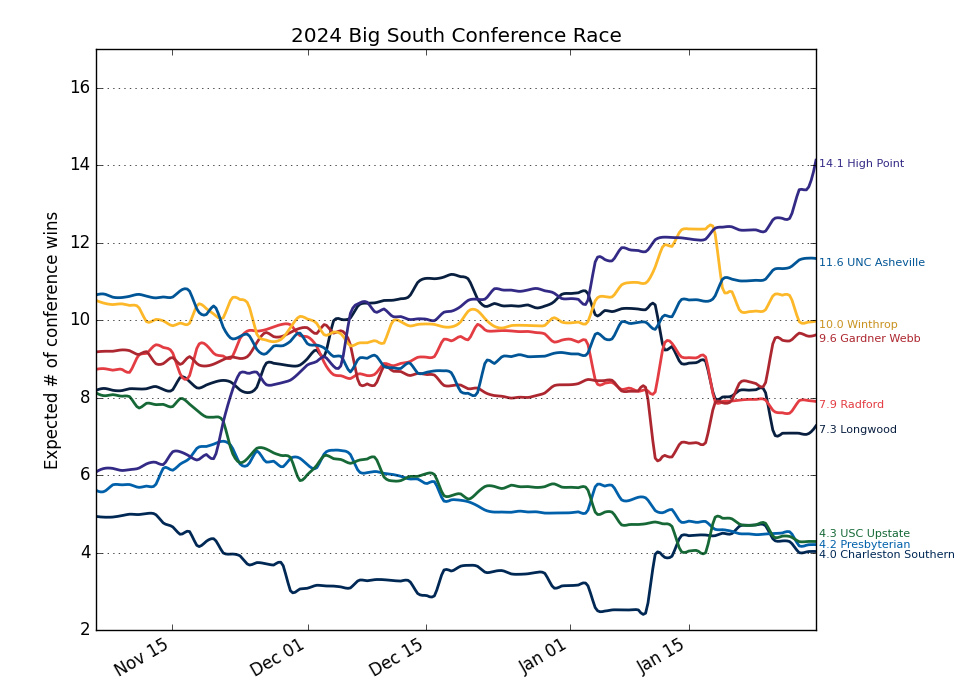 2024 Big South Conference Race
Expected # of conference wins
16
14
12
10
8
6
4
2
Nov 15
Dec 01
Dec 15
Jan 01
Jan 15
14.1 High Point
11.6 UNC Asheville
10.0 Winthrop
9.6 Gardner Webb
7.9 Radford
7.3 Longwood
4.3 USC Upstate
4.2 Presbyterian
4.0 Charleston Southern